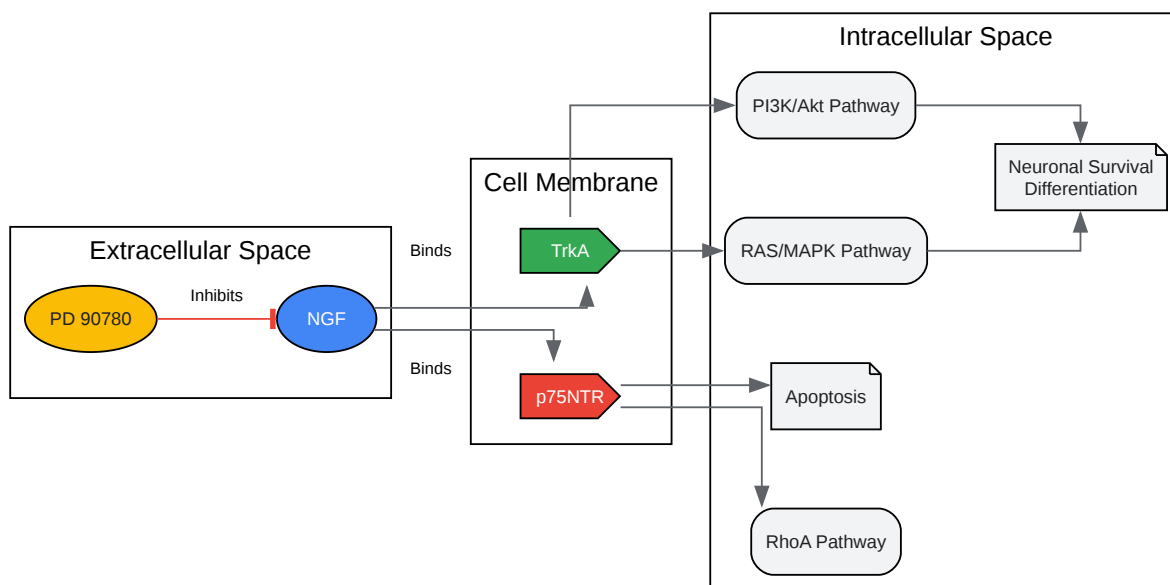 Intracellular Space
PI3K/Akt Pathway
Neuronal Survival
Differentiation
Cell Membrane
TrkA
RAS/MAPK Pathway
Extracellular Space
Binds
PD 90780
Inhibits
NGF
Binds
p75NTR
Apoptosis
RhoA Pathway